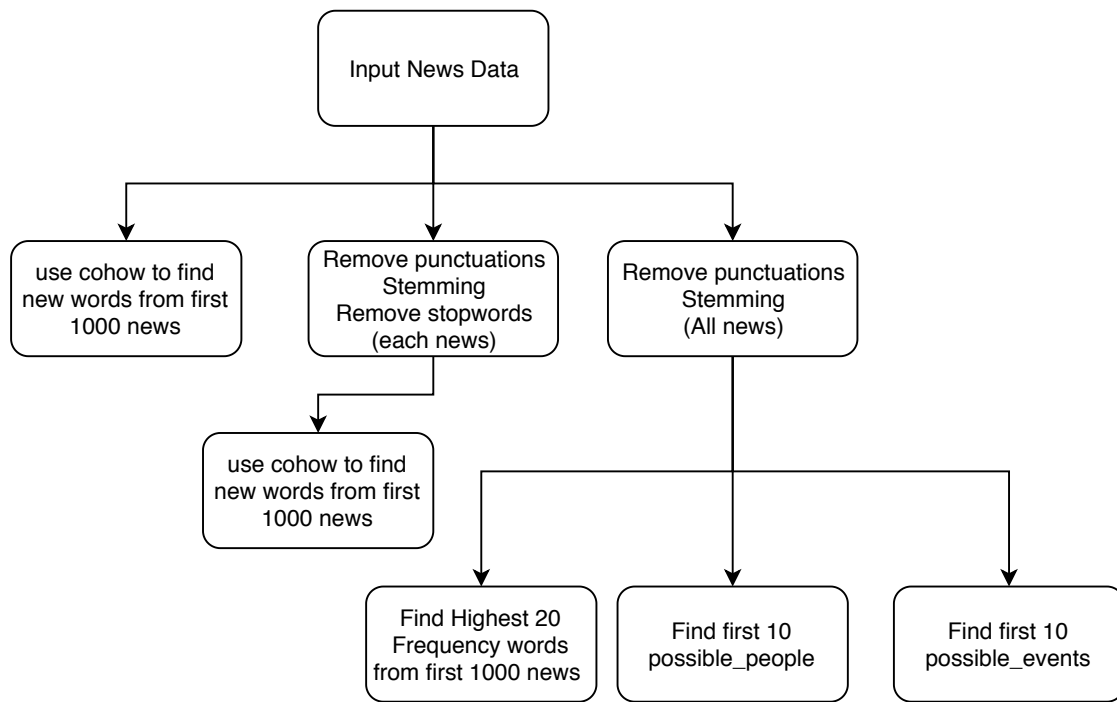 Input News Data
use cohow to find
new words from first
1000 news
Remove punctuations
Stemming
Remove stopwords
(each news)
Remove punctuations
Stemming
(All news)
use cohow to find
new words from first
1000 news
Find Highest 20
Frequency words
from first 1000 news
Find first 10
possible_people
Find first 10
possible_events